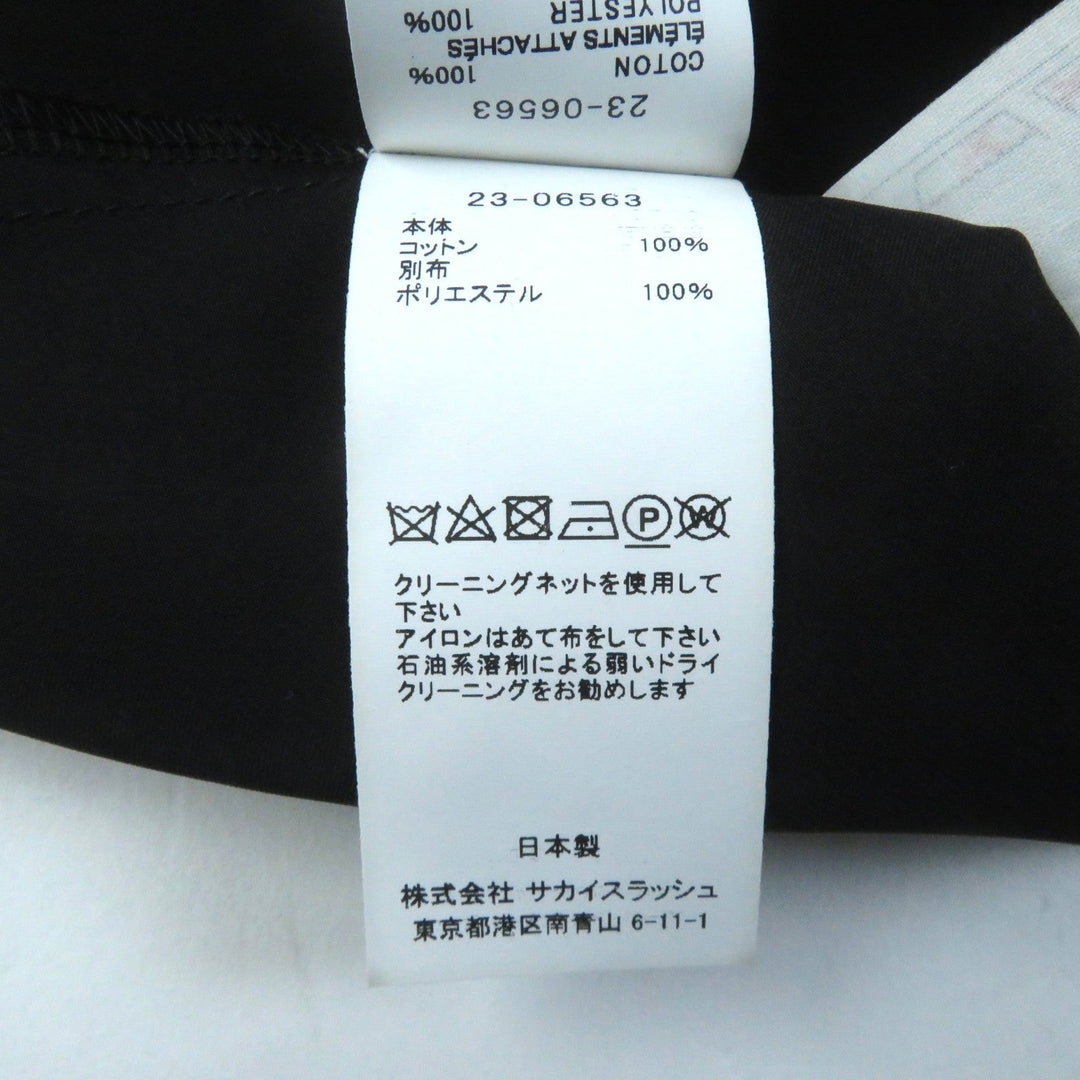 POLYESTER 100%
ÉLÉMENTS ATTACHÉS
COTON 100%
23-06563
23-06563
本体
コットン 100%
別布
ポリエステル 100%
P W
クリーニングネットを使用して
下さい
アイロンはあて布をして下さい
石油系溶剤による弱いドライ
クリーニングをお勧めします
日本製
株式会社 サカイスラッシュ
東京都港区南青山 6-11-1